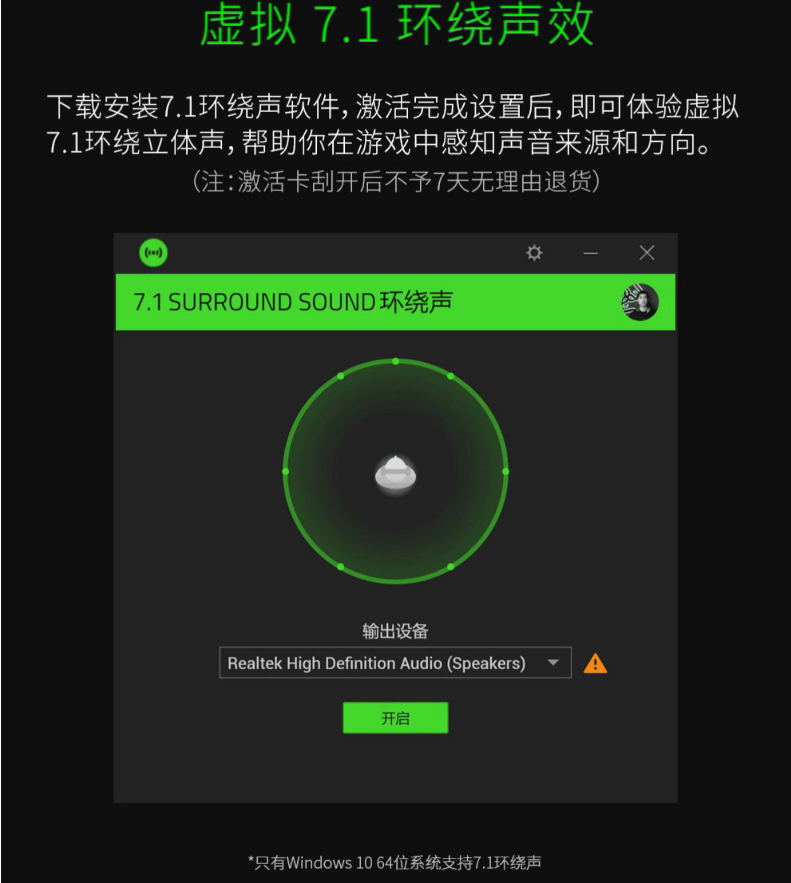 虚拟 7.1 环绕声效
下载安装7.1环绕声软件，激活完成设置后，即可体验虚拟
7.1环绕立体声，帮助你在游戏中感知声音来源和方向。
（注：激活卡刮开后不予7天无理由退货）
7.1 SURROUND SOUND 环绕声
输出设备
Realtek High Definition Audio (Speakers)
开启
*只有Windows 10 64位系统支持7.1环绕声